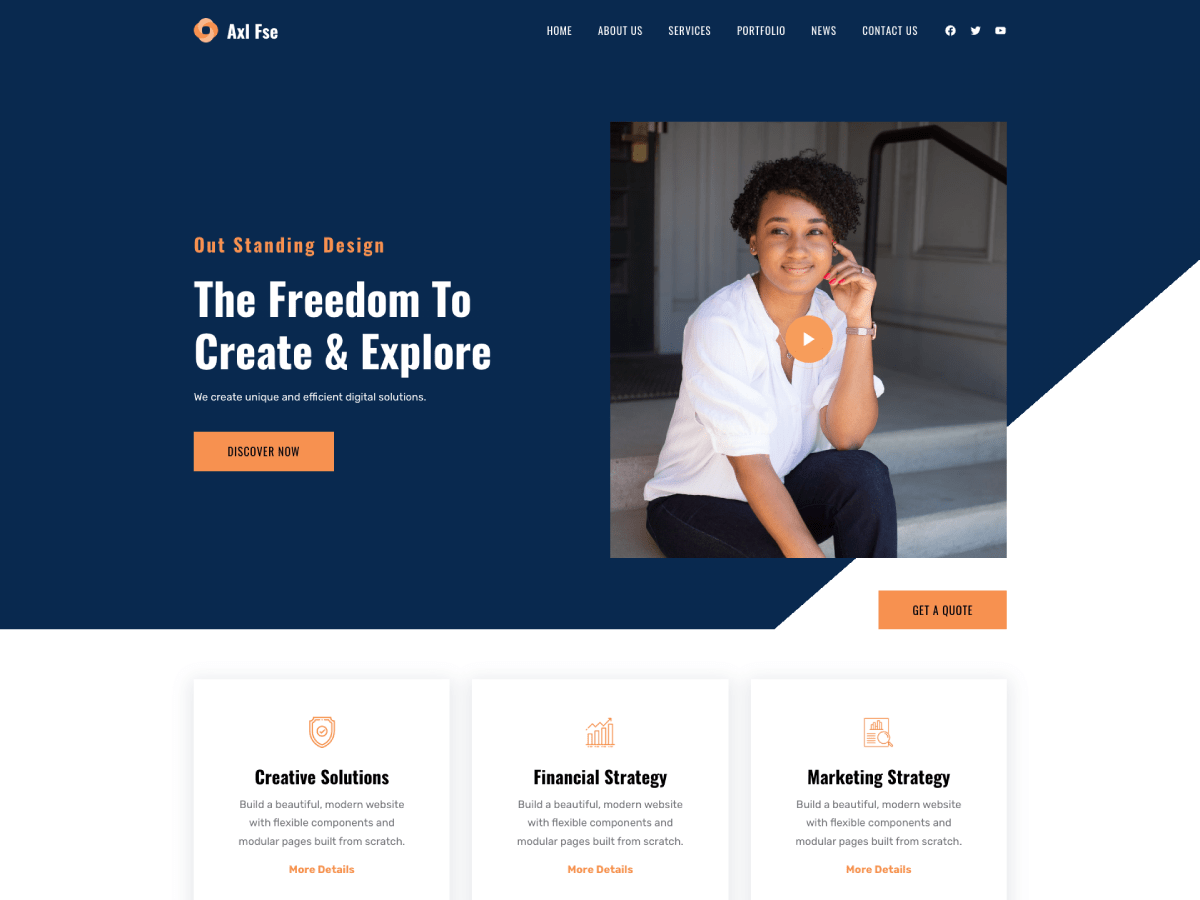 Axl Fse
HOME ABOUT US SERVICES PORTFOLIO NEWS CONTACT US
Out Standing Design
The Freedom To
Create & Explore
We create unique and efficient digital solutions.
DISCOVER NOW
GET A QUOTE
Creative Solutions
Build a beautiful, modern website
with flexible components and
modular pages built from scratch.
More Details
Financial Strategy
Build a beautiful, modern website
with flexible components and
modular pages built from scratch.
More Details
Marketing Strategy
Build a beautiful, modern website
with flexible components and
modular pages built from scratch.
More Details